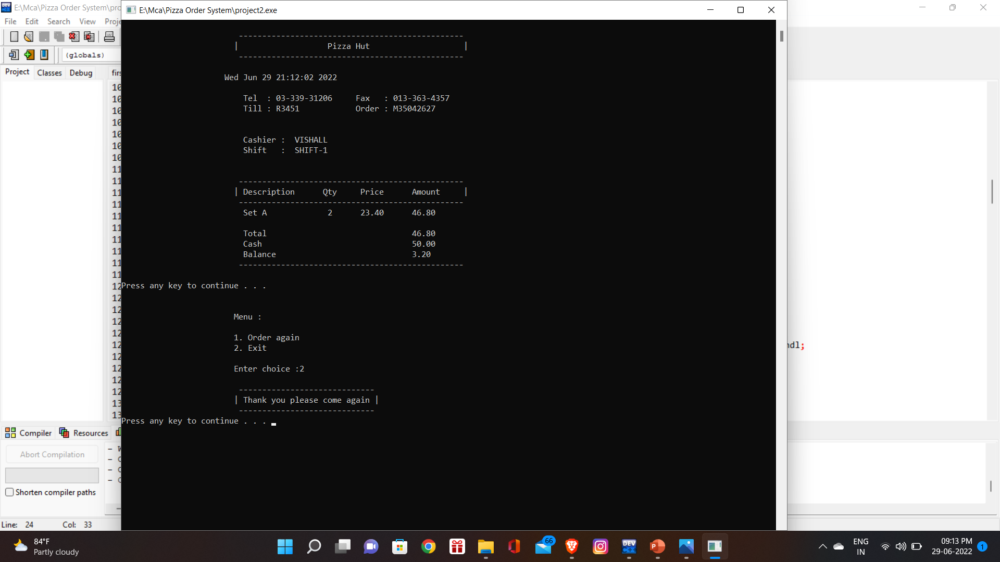 E:\Mca\Pizza Order System\pro
File Edit Search View Proje
(globals)
Project Classes Debug firs
E:\Mca\Pizza Order System\project2.exe
-----------------------------------------------
| Pizza Hut |
-----------------------------------------------
Wed Jun 29 21:12:02 2022
Tel : 03-339-31206 Fax : 013-363-4357
Till : R3451 Order : M35042627
Cashier : VISHALL
Shift : SHIFT-1
-----------------------------------------------
| Description Qty Price Amount |
-----------------------------------------------
Set A 2 23.40 46.80
Total 46.80
Cash 50.00
Balance 3.20
-----------------------------------------------
Press any key to continue . . .
Menu :
1. Order again
2. Exit
Enter choice :2
-----------------------------
| Thank you please come again |
-----------------------------
Press any key to continue . . .
ndl;
Compiler Resources
Abort Compilation
Shorten compiler paths
Line: 24 Col: 33
84°F
Partly cloudy
66
DEV
C++
ENG
IN
09:13 PM
29-06-2022
1